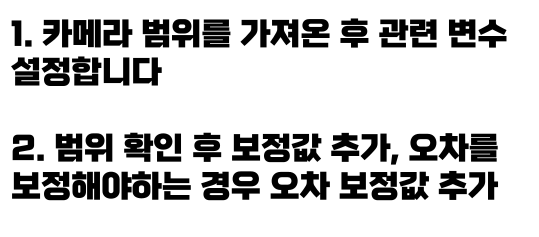 1. 카메라 범위를 가져온 후 관련 변수
설정합니다
2. 범위 확인 후 보정값 추가, 오차를
보정해야하는 경우 오차 보정값 추가